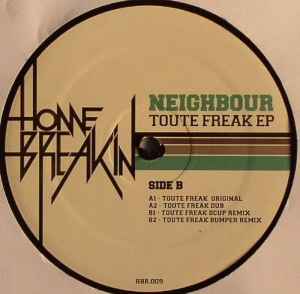 HOME
BREAKIN
NEIGHBOUR
TOUTE FREAK EP
SIDE B
A1 - TOUTE FREAK ORIGINAL
A2 - TOUTE FREAK DUB
B1 - TOUTE FREAK DCUP REMIX
B2 - TOUTE FREAK BUMPER REMIX
HBR.009